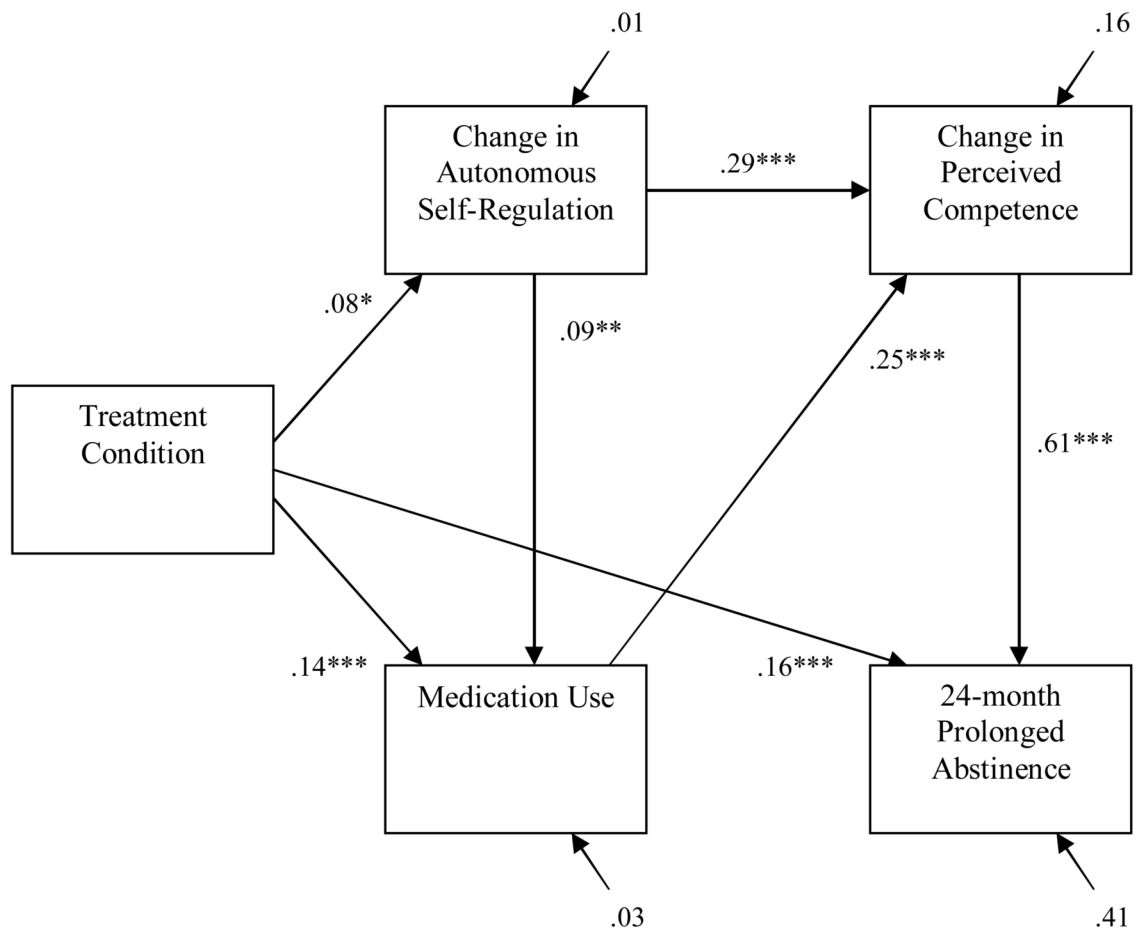 .01
.16
Change in
Autonomous
Self-Regulation
Change in
Perceived
Competence
.29***
.08*
.09**
.25***
Treatment
Condition
.61***
.14***
.16***
Medication Use
24-month
Prolonged
Abstinence
.03
.41